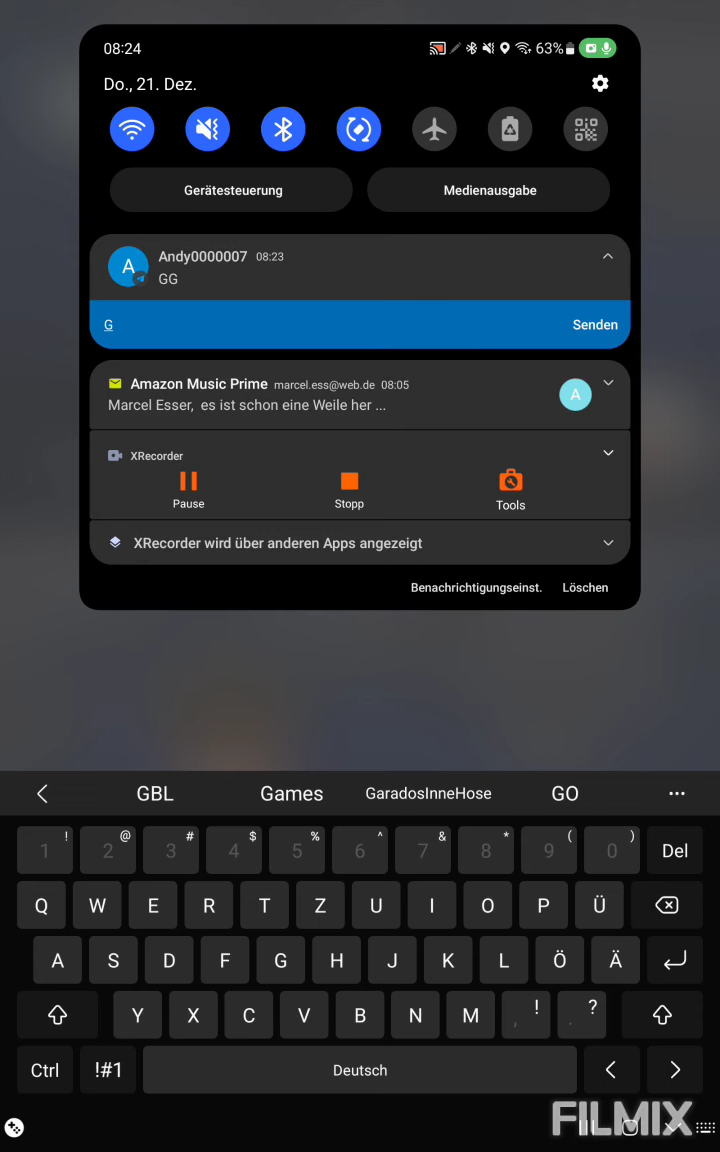 08:24
63%
Do., 21. Dez.
Gerätesteuerung
Medienausgabe
A
Andy0000007 08:23
GG
G
Senden
Amazon Music Prime marcel.ess@web.de 08:05
Marcel Esser, es ist schon eine Weile her ...
A
XRecorder
Pause
Stopp
Tools
XRecorder wird über anderen Apps angezeigt
Benachrichtigungseinst. Löschen
GBL Games GaradosInneHose GO ...
! @ # $ % ^ & * ( )
1 2 3 4 5 6 7 8 9 0 Del
Q W E R T Z U I O P Ü
A S D F G H J K L Ö Ä
Y X C V B N M , ! . ?
Ctrl !#1 Deutsch
FILMIX